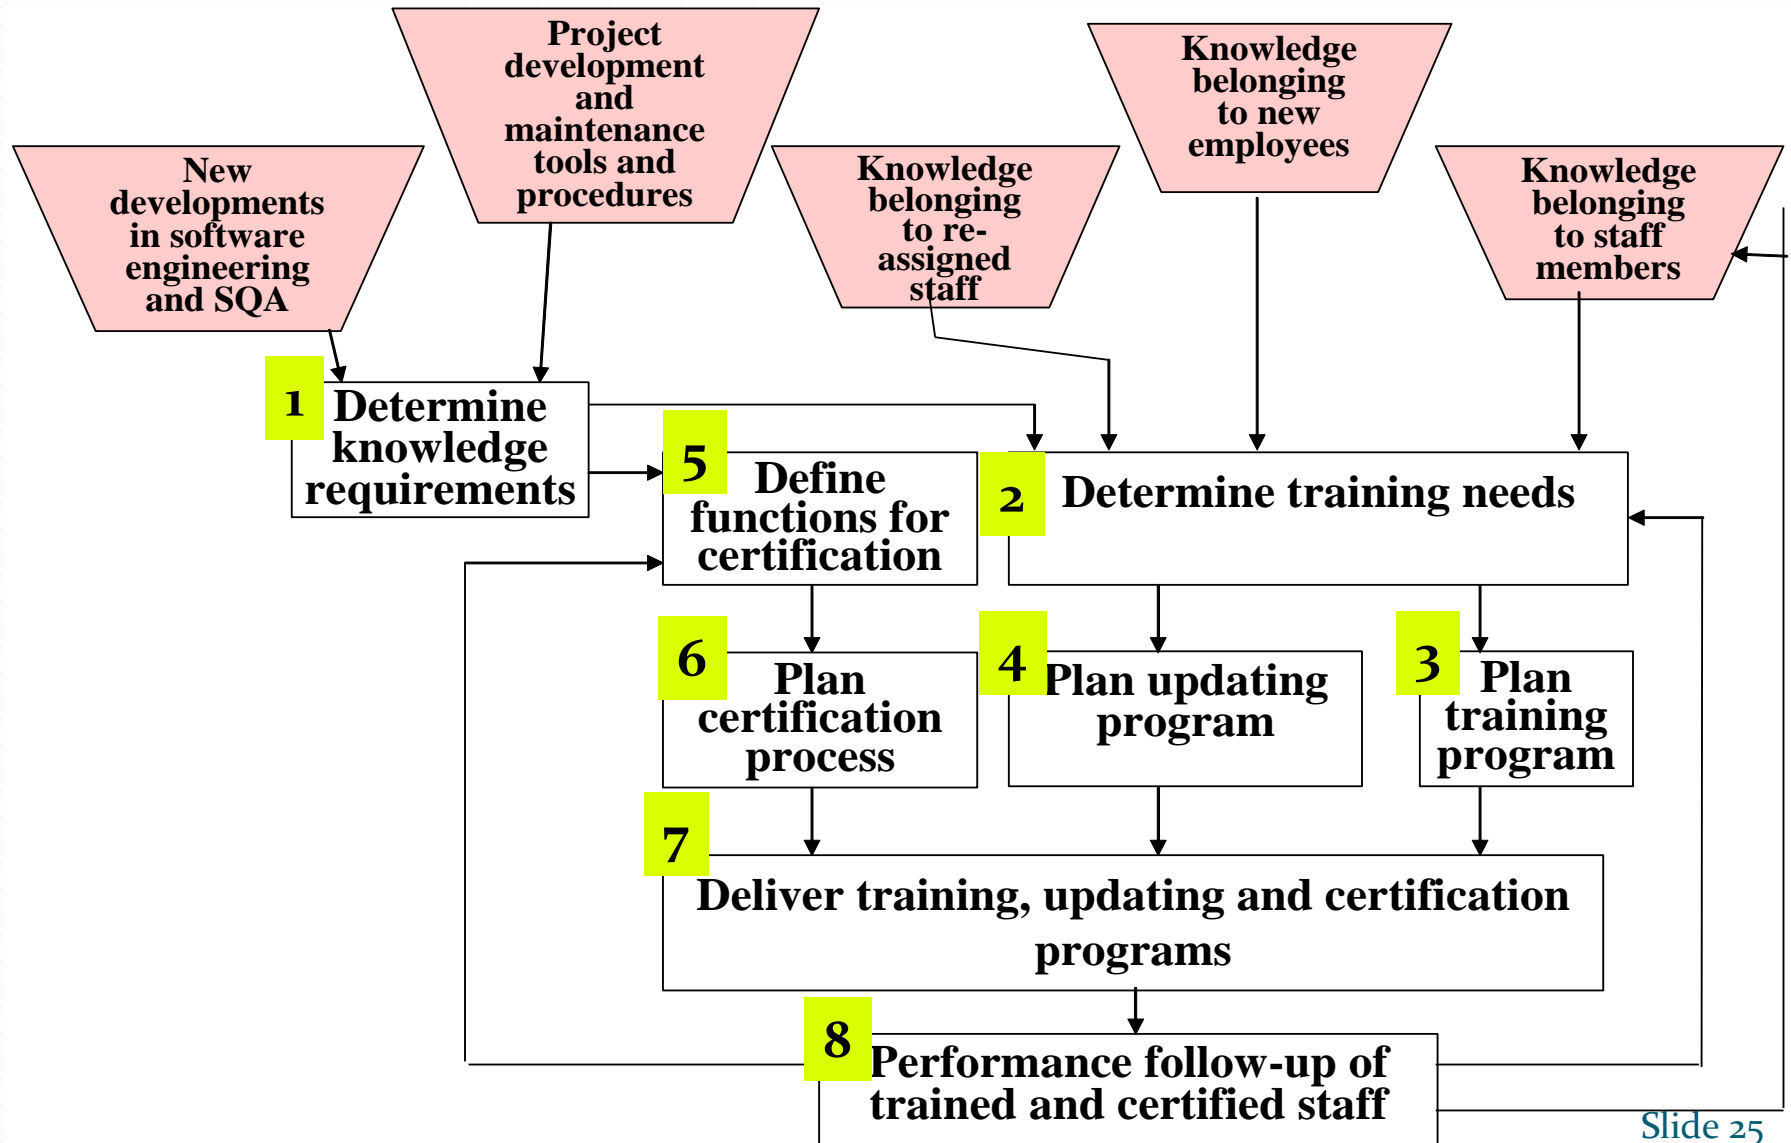 Project
development
and
maintenance
tools and
procedures
Knowledge
belonging
to new
employees
New
developments
in software
engineering
and SQA
Knowledge
belonging
to re-
assigned
staff
Knowledge
belonging
to staff
members
1
Determine
knowledge
requirements
5
Define
functions for
certification
2
Determine training needs
6
Plan
certification
process
4
Plan updating
program
3
Plan
training
program
7
Deliver training, updating and certification
programs
8
Performance follow-up of
trained and certified staff
Slide 25